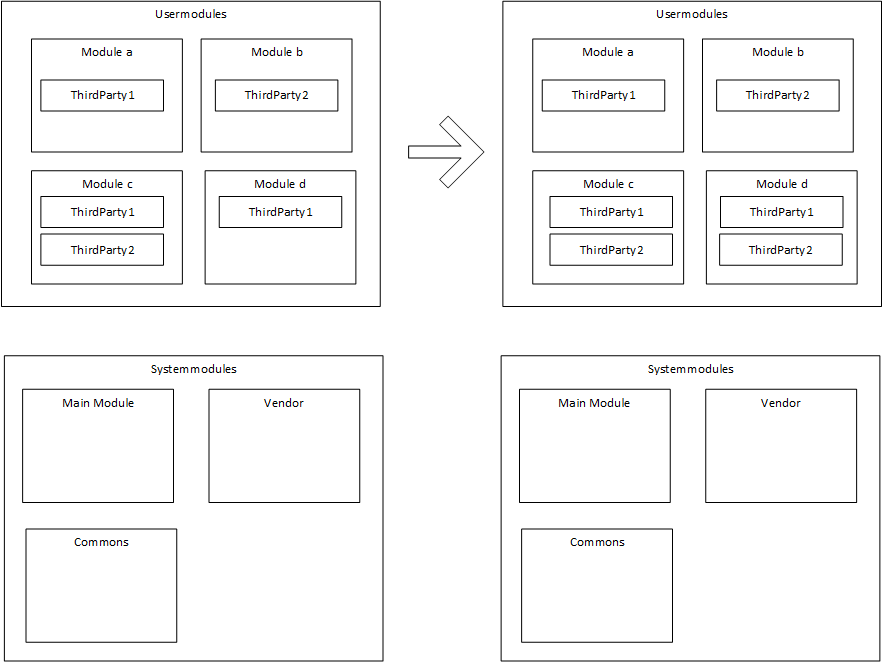 Usermodules
Module a
ThirdParty1
Module b
ThirdParty2
Module c
ThirdParty1
ThirdParty2
Module d
ThirdParty1
Systemmodules
Main Module
Vendor
Commons
Usermodules
Module a
ThirdParty1
Module b
ThirdParty2
Module c
ThirdParty1
ThirdParty2
Module d
ThirdParty1
ThirdParty2
Systemmodules
Main Module
Vendor
Commons